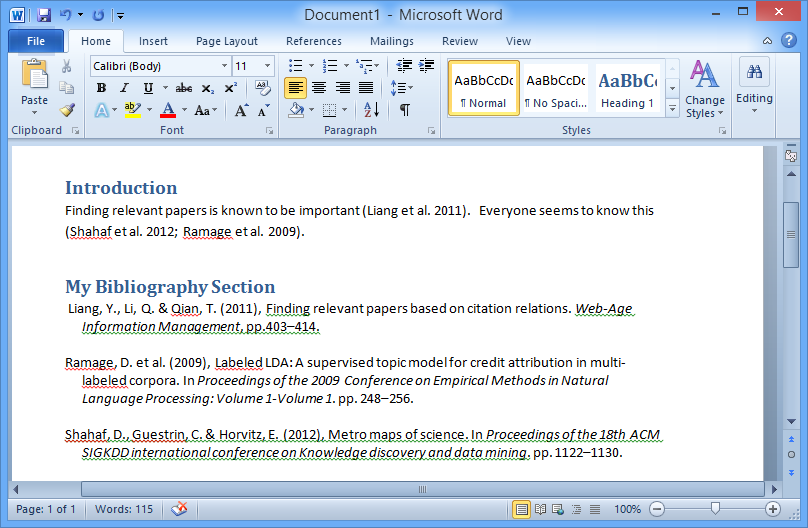 Document1 - Microsoft Word
File Home Insert Page Layout References Mailings Review View
Calibri (Body) 11
AaBbCcDc AaBbCcDc AaBbCc
Paste
B I U abc x₂ x² Aa A A
¶ Normal ¶ No Spaci... Heading 1
Change Styles
Editing
Clipboard Font Paragraph Styles
Introduction
Finding relevant papers is known to be important (Liang et al. 2011). Everyone seems to know this
(Shahaf et al. 2012; Ramage et al. 2009).
My Bibliography Section
Liang, Y., Li, Q. & Qian, T. (2011), Finding relevant papers based on citation relations. Web-Age
Information Management, pp.403–414.
Ramage, D. et al. (2009), Labeled LDA: A supervised topic model for credit attribution in multi-
labeled corpora. In Proceedings of the 2009 Conference on Empirical Methods in Natural
Language Processing: Volume 1-Volume 1. pp. 248–256.
Shahaf, D., Guestrin, C. & Horvitz, E. (2012), Metro maps of science. In Proceedings of the 18th ACM
SIGKDD international conference on Knowledge discovery and data mining. pp. 1122–1130.
Page: 1 of 1 Words: 115 100%